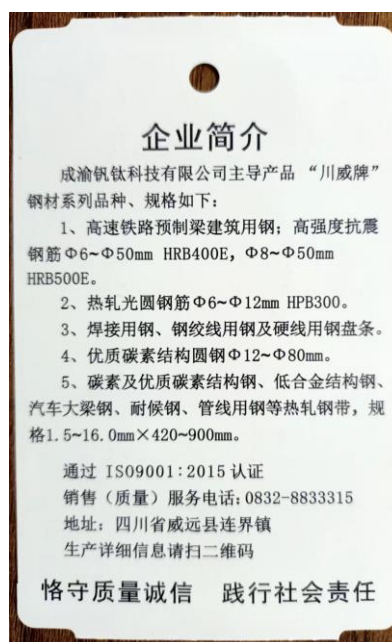 企业简介
成渝钒钛科技有限公司主导产品“川威牌”
钢材系列品种、规格如下：
1、高速铁路预制梁建筑用钢；高强度抗震
钢筋Φ6~Φ50mm HRB400E，Φ8~Φ50mm
HRB500E。
2、热轧光圆钢筋Φ6~Φ12mm HPB300。
3、焊接用钢、钢绞线用钢及硬线用钢盘条。
4、优质碳素结构圆钢Φ12~Φ80mm。
5、碳素及优质碳素结构钢、低合金结构钢、
汽车大梁钢、耐候钢、管线用钢等热轧钢带，规
格1.5~16.0mm×420~900mm。
通过 ISO9001：2015 认证
销售（质量）服务电话：0832-8833315
地址：四川省威远县连界镇
生产详细信息请扫二维码
恪守质量诚信 践行社会责任